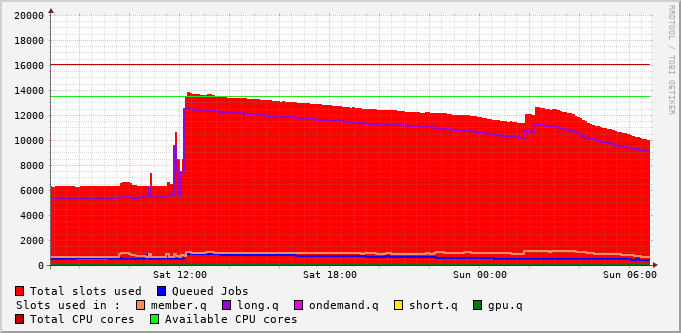 20000
18000
16000
14000
12000
10000
8000
6000
4000
2000
0
Sat 12:00 Sat 18:00 Sun 00:00 Sun 06:00
RRDTOOL / TOBI OETIKER
Total slots used Queued Jobs
Slots used in : member.q long.q ondemand.q short.q gpu.q
Total CPU cores Available CPU cores